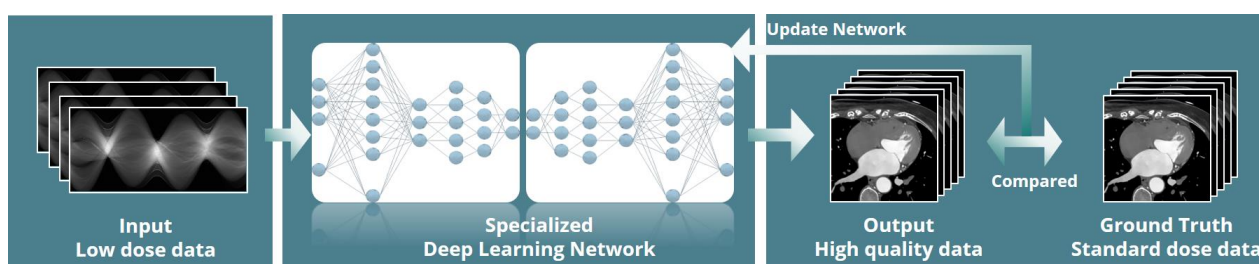 Update Network
Compared
Input
Low dose data
Specialized
Deep Learning Network
Output
High quality data
Ground Truth
Standard dose data